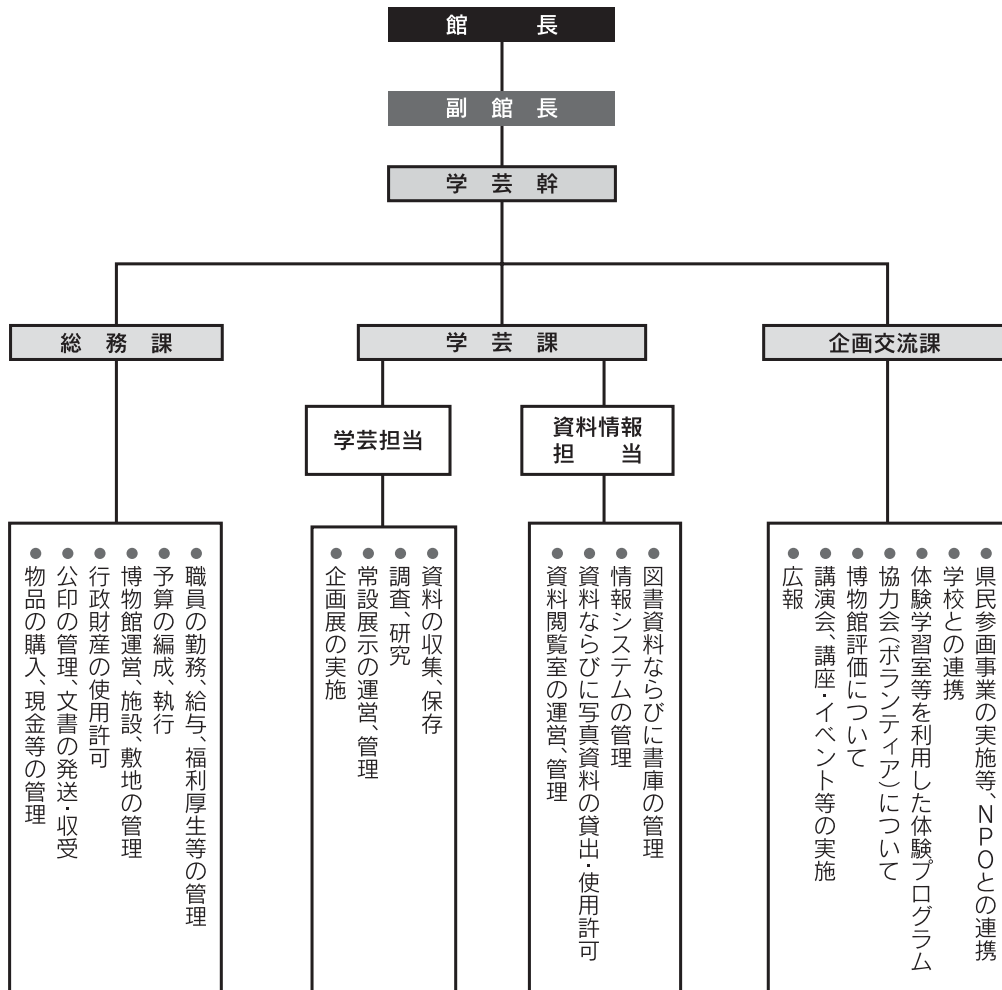 館長
副館長
学芸幹
総務課
学芸課
企画交流課
学芸担当
資料情報
担当
●職員の勤務、給与、福利厚生等の管理
●予算の編成、執行
●博物館運営、施設、敷地の管理
●行政財産の使用許可
●公印の管理、文書の発送・収受
●物品の購入、現金等の管理
●資料の収集、保存
●調査、研究
●常設展示の運営、管理
●企画展の実施
●図書資料ならびに書庫の管理
●情報システムの管理
●資料ならびに写真資料の貸出・使用許可
●資料閲覧室の運営、管理
●県民参画事業の実施等、NPOとの連携
●学校との連携
●体験学習室等を利用した体験プログラム
●協力会(ボランティア)について
●博物館評価について
●講演会、講座・イベント等の実施
●広報